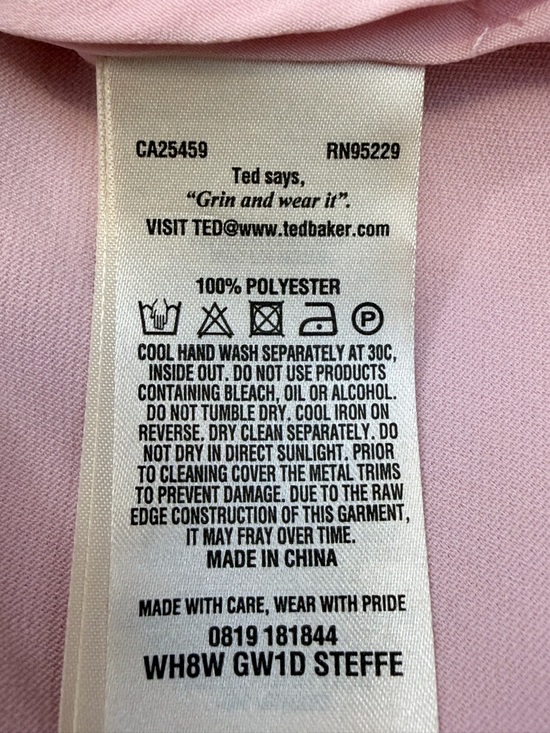 CA25459 RN95229
Ted says,
“Grin and wear it”.
VISIT TED@www.tedbaker.com
100% POLYESTER
P
COOL HAND WASH SEPARATELY AT 30C,
INSIDE OUT. DO NOT USE PRODUCTS
CONTAINING BLEACH, OIL OR ALCOHOL.
DO NOT TUMBLE DRY. COOL IRON ON
REVERSE. DRY CLEAN SEPARATELY. DO
NOT DRY IN DIRECT SUNLIGHT. PRIOR
TO CLEANING COVER THE METAL TRIMS
TO PREVENT DAMAGE. DUE TO THE RAW
EDGE CONSTRUCTION OF THIS GARMENT,
IT MAY FRAY OVER TIME.
MADE IN CHINA
MADE WITH CARE, WEAR WITH PRIDE
0819 181844
WH8W GW1D STEFFE